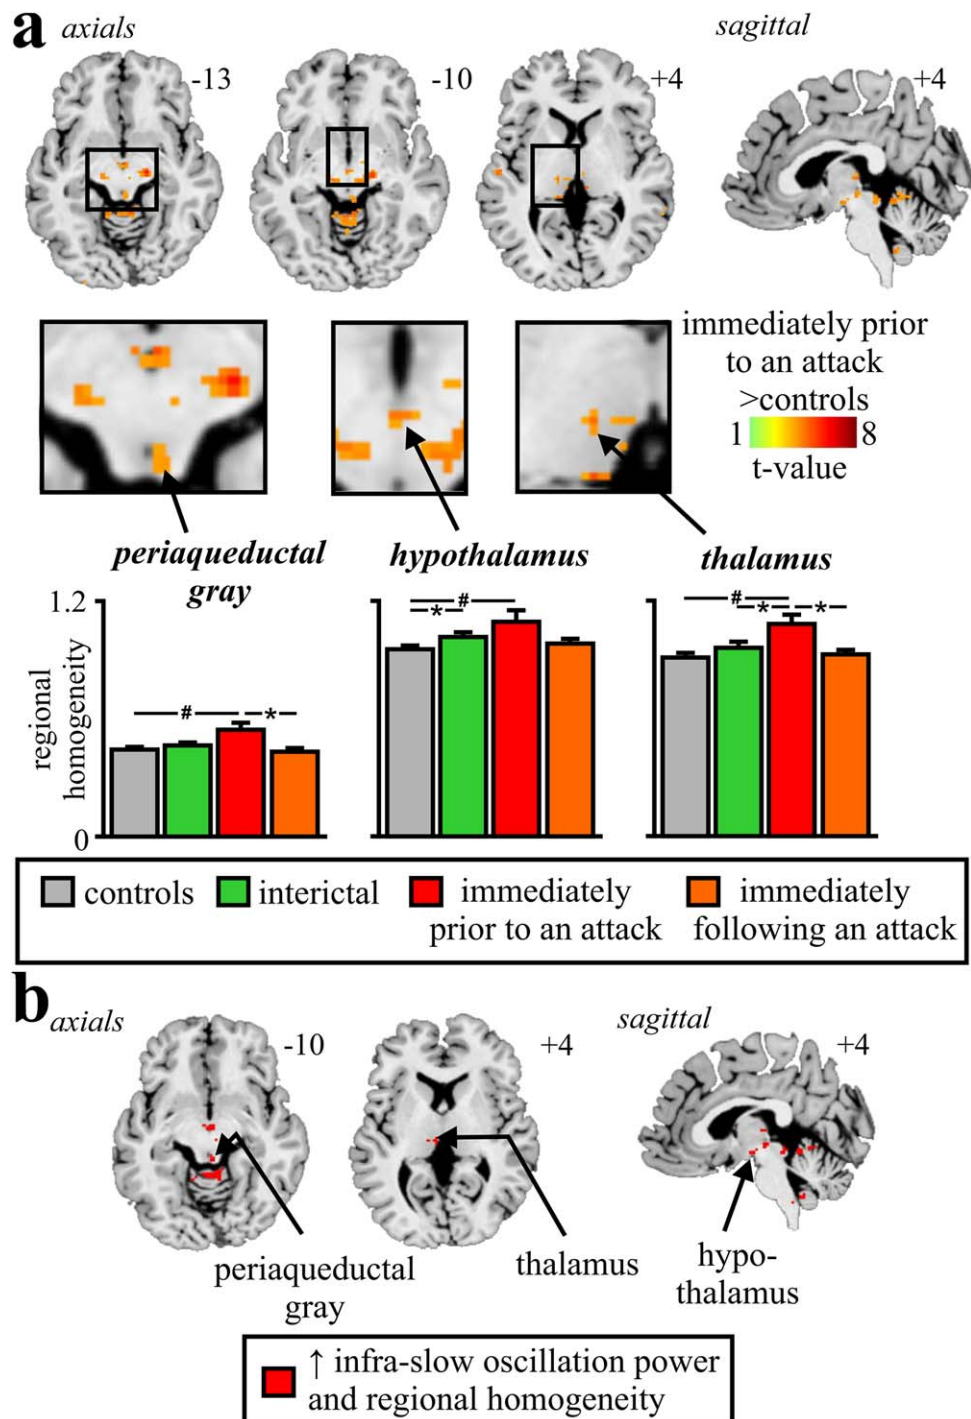 a
axials
sagittal
-13
-10
+4
+4
immediately prior
to an attack
>controls
1
8
t-value
periaqueductal
gray
hypothalamus
thalamus
1.2
regional
homogeneity
0
#
*
*
#
#
*
*
controls
interictal
immediately
prior to an attack
immediately
following an attack
b
axials
sagittal
-10
+4
+4
periaqueductal
gray
thalamus
hypo-
thalamus
↑ infra-slow oscillation power
and regional homogeneity